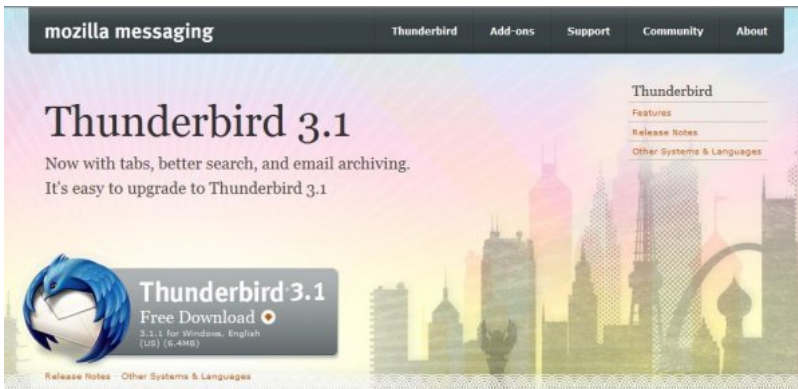 mozilla messaging
Thunderbird Add-ons Support Community About
Thunderbird 3.1
Now with tabs, better search, and email archiving.
It's easy to upgrade to Thunderbird 3.1
Thunderbird
Features
Release Notes
Other Systems & Languages
Thunderbird 3.1
Free Download
3.1.1 for Windows, English
(US) (6.4MB)
Release Notes - Other Systems & Languages